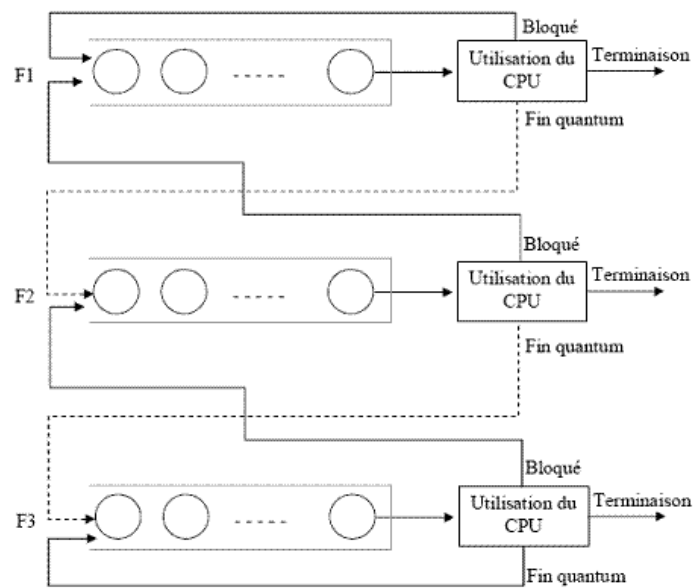 Bloqué
F1
Utilisation du
CPU
Terminaison
Fin quantum
Bloqué
F2
Utilisation du
CPU
Terminaison
Fin quantum
Bloqué
F3
Utilisation du
CPU
Terminaison
Fin quantum